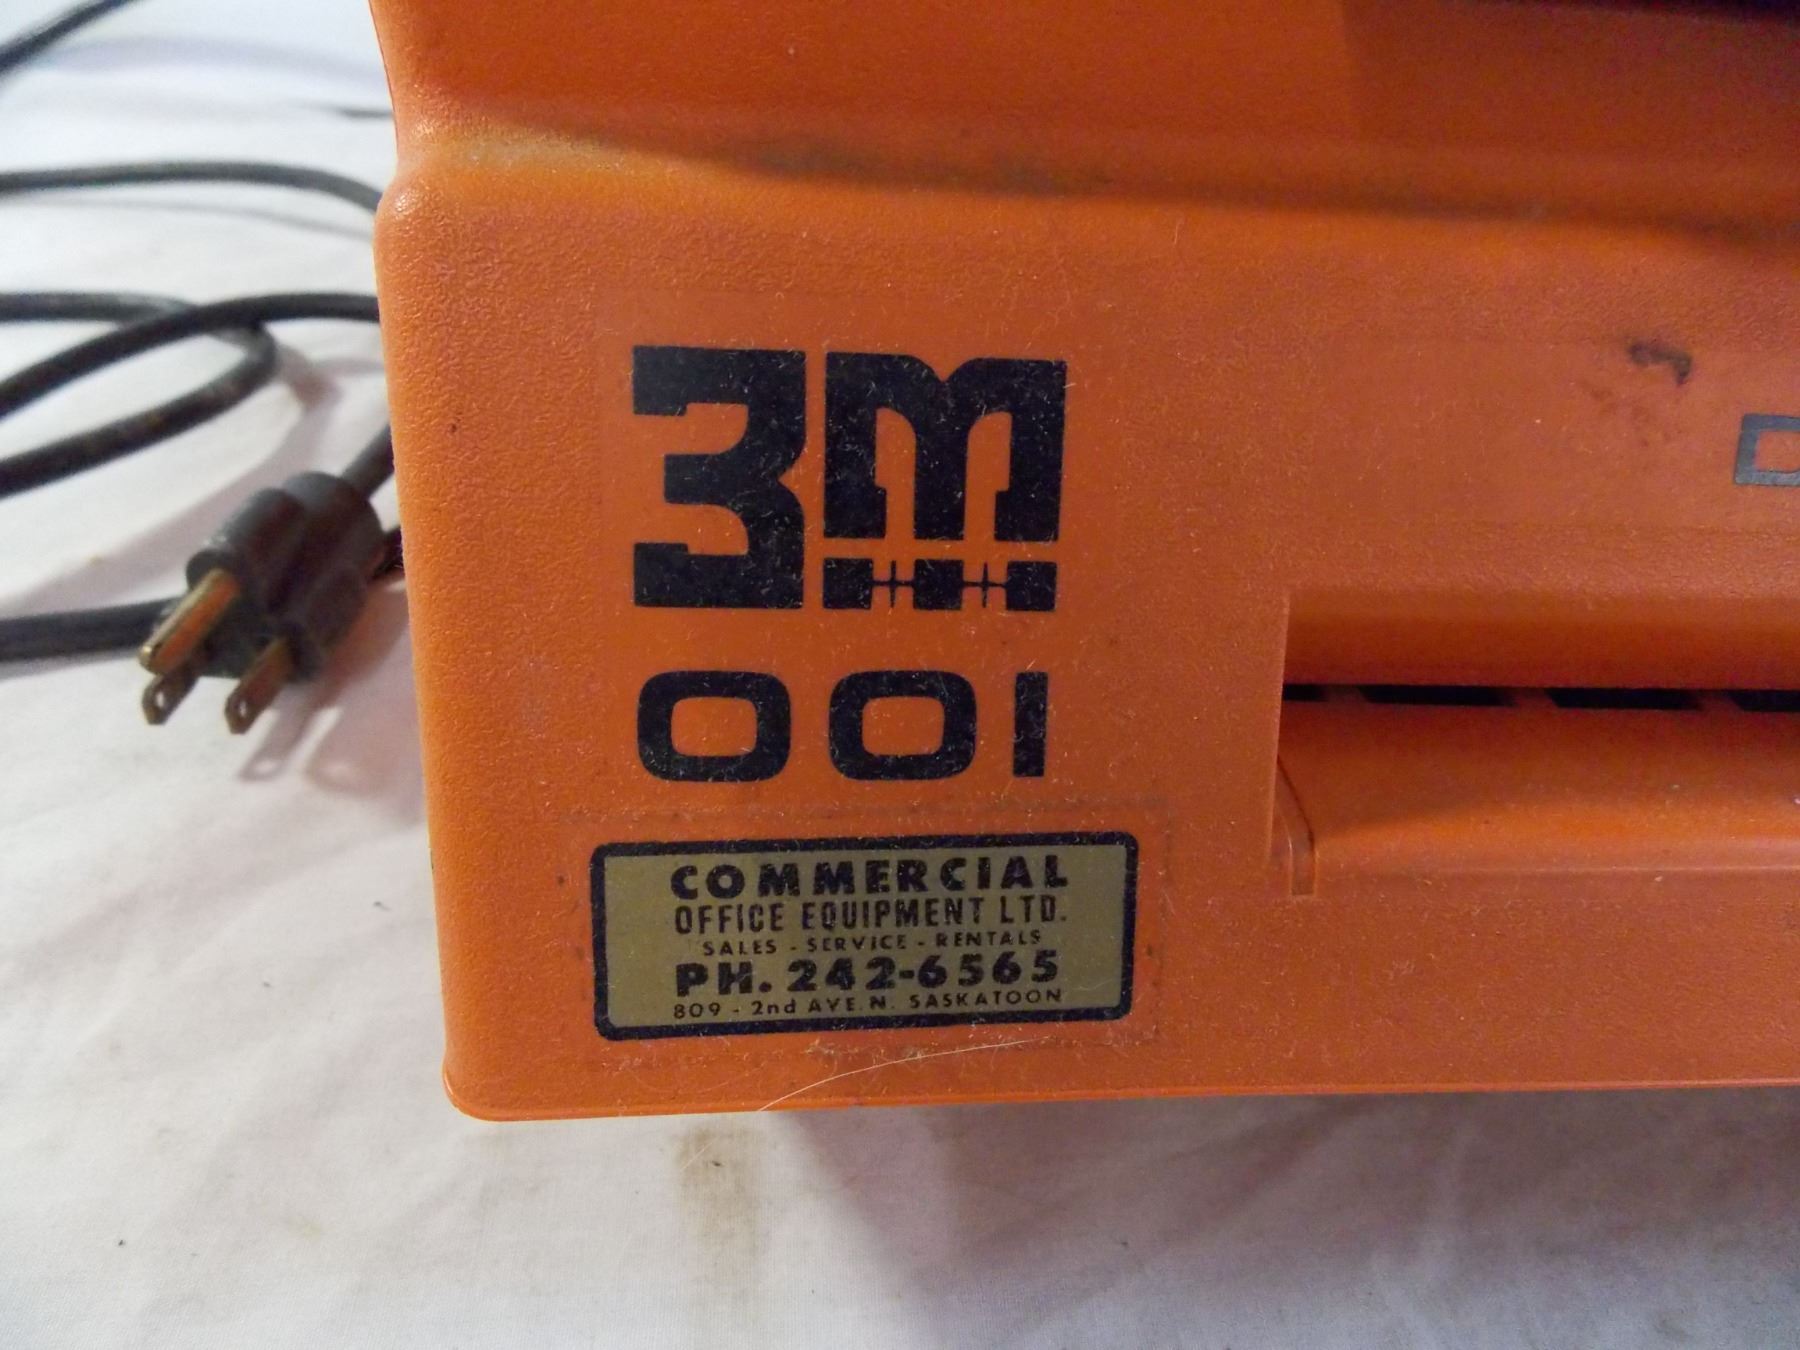 3M
001
COMMERCIAL
OFFICE EQUIPMENT LTD.
SALES - SERVICE - RENTALS
PH. 242-6565
809 - 2nd AVE. N. SASKATOON